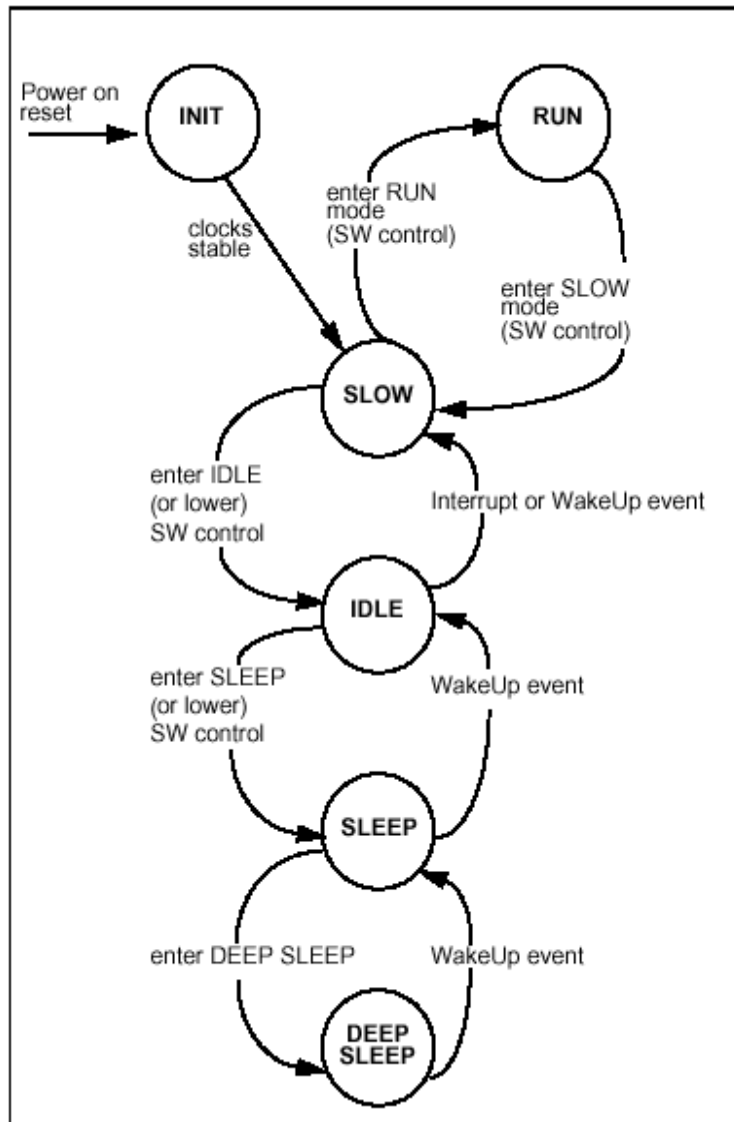 Power on
reset
INIT
RUN
clocks
stable
enter RUN
mode
(SW control)
enter SLOW
mode
(SW control)
SLOW
enter IDLE
(or lower)
SW control
Interrupt or WakeUp event
IDLE
enter SLEEP
(or lower)
SW control
WakeUp event
SLEEP
enter DEEP SLEEP
WakeUp event
DEEP
SLEEP